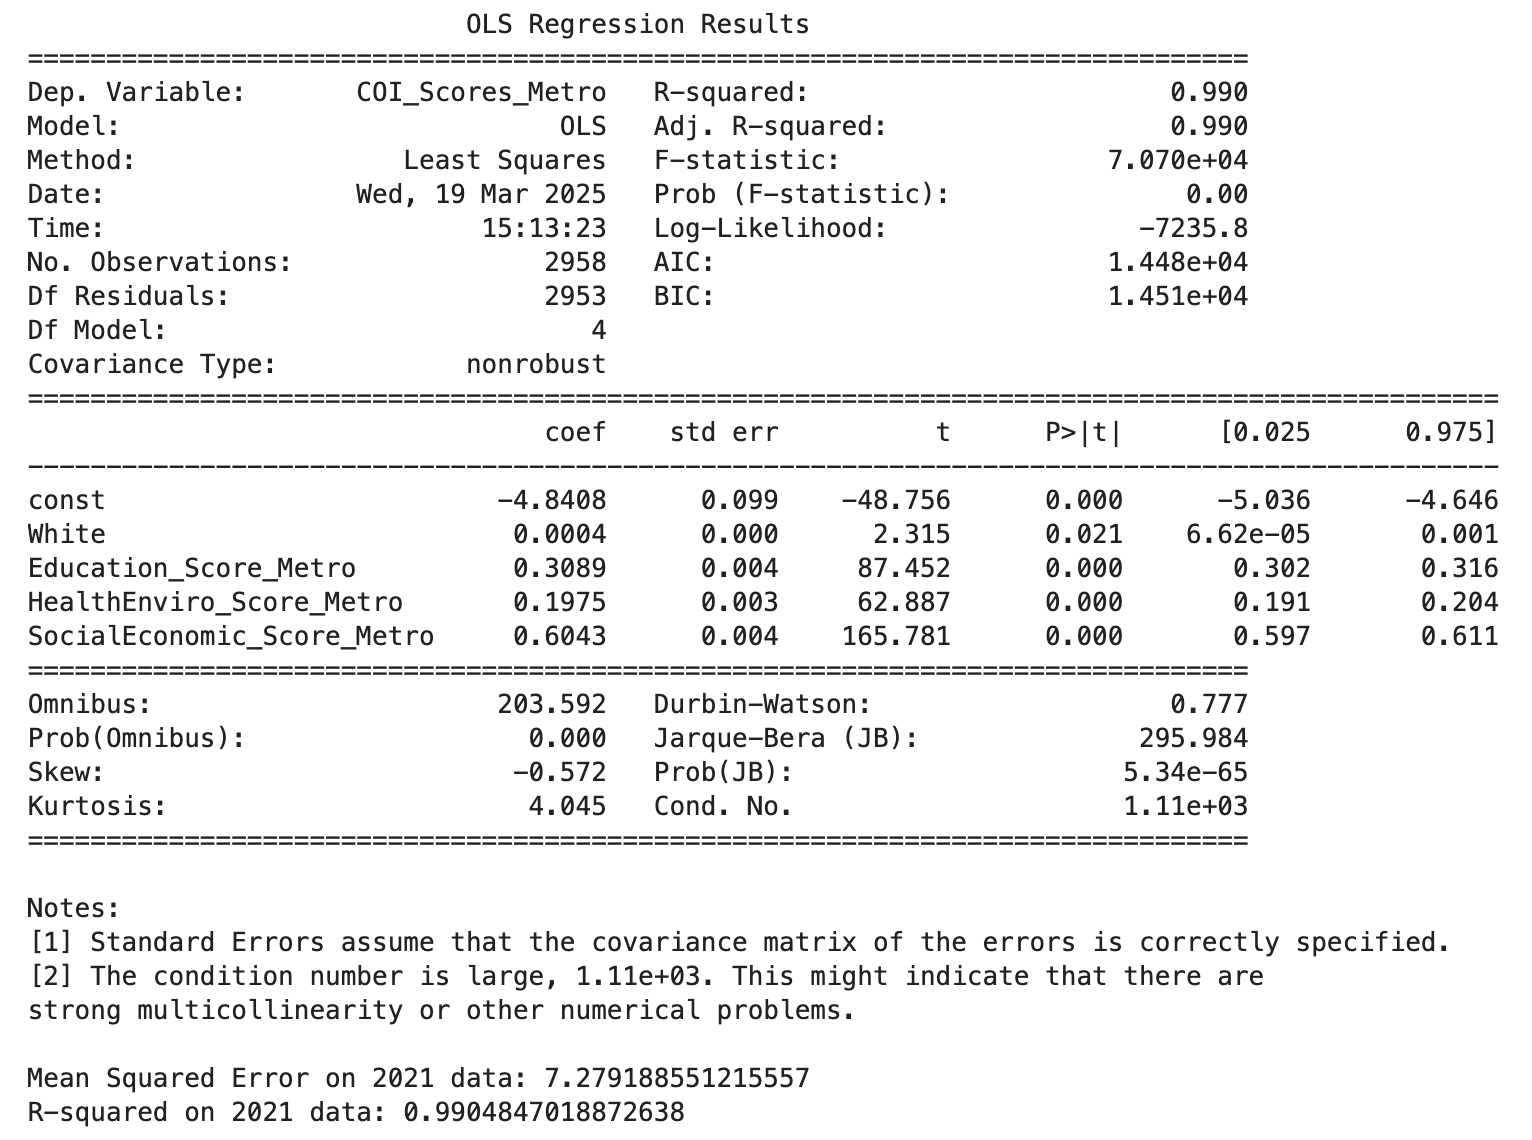 OLS Regression Results
==============================================================================
Dep. Variable: COI_Scores_Metro R-squared: 0.990
Model: OLS Adj. R-squared: 0.990
Method: Least Squares F-statistic: 7.070e+04
Date: Wed, 19 Mar 2025 Prob (F-statistic): 0.00
Time: 15:13:23 Log-Likelihood: -7235.8
No. Observations: 2958 AIC: 1.448e+04
Df Residuals: 2953 BIC: 1.451e+04
Df Model: 4
Covariance Type: nonrobust
==============================================================================================
coef std err t P>|t| [0.025 0.975]
----------------------------------------------------------------------------------------------
const -4.8408 0.099 -48.756 0.000 -5.036 -4.646
White 0.0004 0.000 2.315 0.021 6.62e-05 0.001
Education_Score_Metro 0.3089 0.004 87.452 0.000 0.302 0.316
HealthEnviro_Score_Metro 0.1975 0.003 62.887 0.000 0.191 0.204
SocialEconomic_Score_Metro 0.6043 0.004 165.781 0.000 0.597 0.611
==============================================================================
Omnibus: 203.592 Durbin-Watson: 0.777
Prob(Omnibus): 0.000 Jarque-Bera (JB): 295.984
Skew: -0.572 Prob(JB): 5.34e-65
Kurtosis: 4.045 Cond. No. 1.11e+03
==============================================================================
Notes:
[1] Standard Errors assume that the covariance matrix of the errors is correctly specified.
[2] The condition number is large, 1.11e+03. This might indicate that there are
strong multicollinearity or other numerical problems.
Mean Squared Error on 2021 data: 7.279188551215557
R-squared on 2021 data: 0.9904847018872638